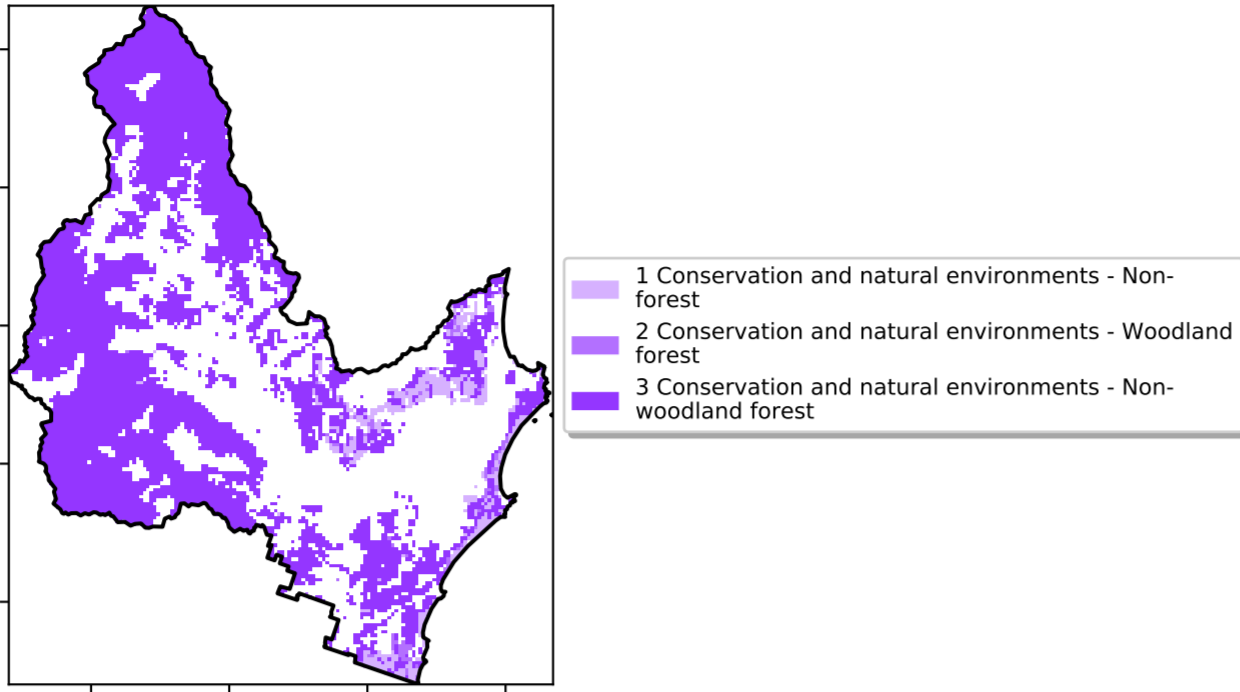 1 Conservation and natural environments - Non-
forest
2 Conservation and natural environments - Woodland
forest
3 Conservation and natural environments - Non-
woodland forest